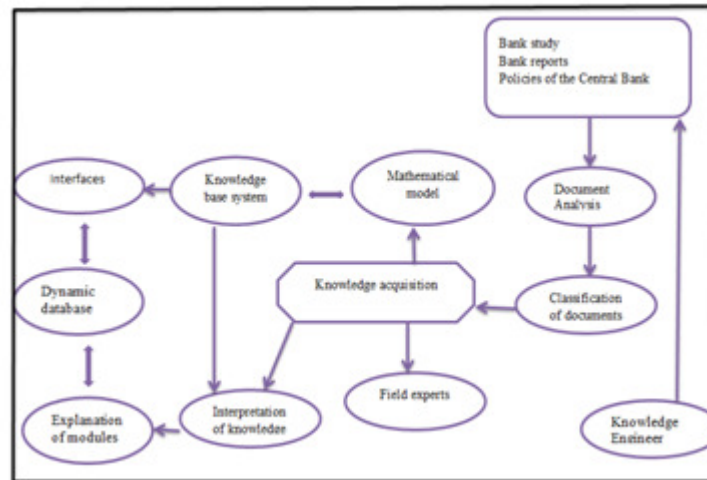 Bank study
Bank reports
Policies of the Central Bank
Interfaces
Knowledge
base system
Mathematical
model
Document
Analysis
Dynamic
database
Knowledge acquisition
Classification
of documents
Explanation
of modules
Interpretation
of knowledge
Field experts
Knowledge
Engineer